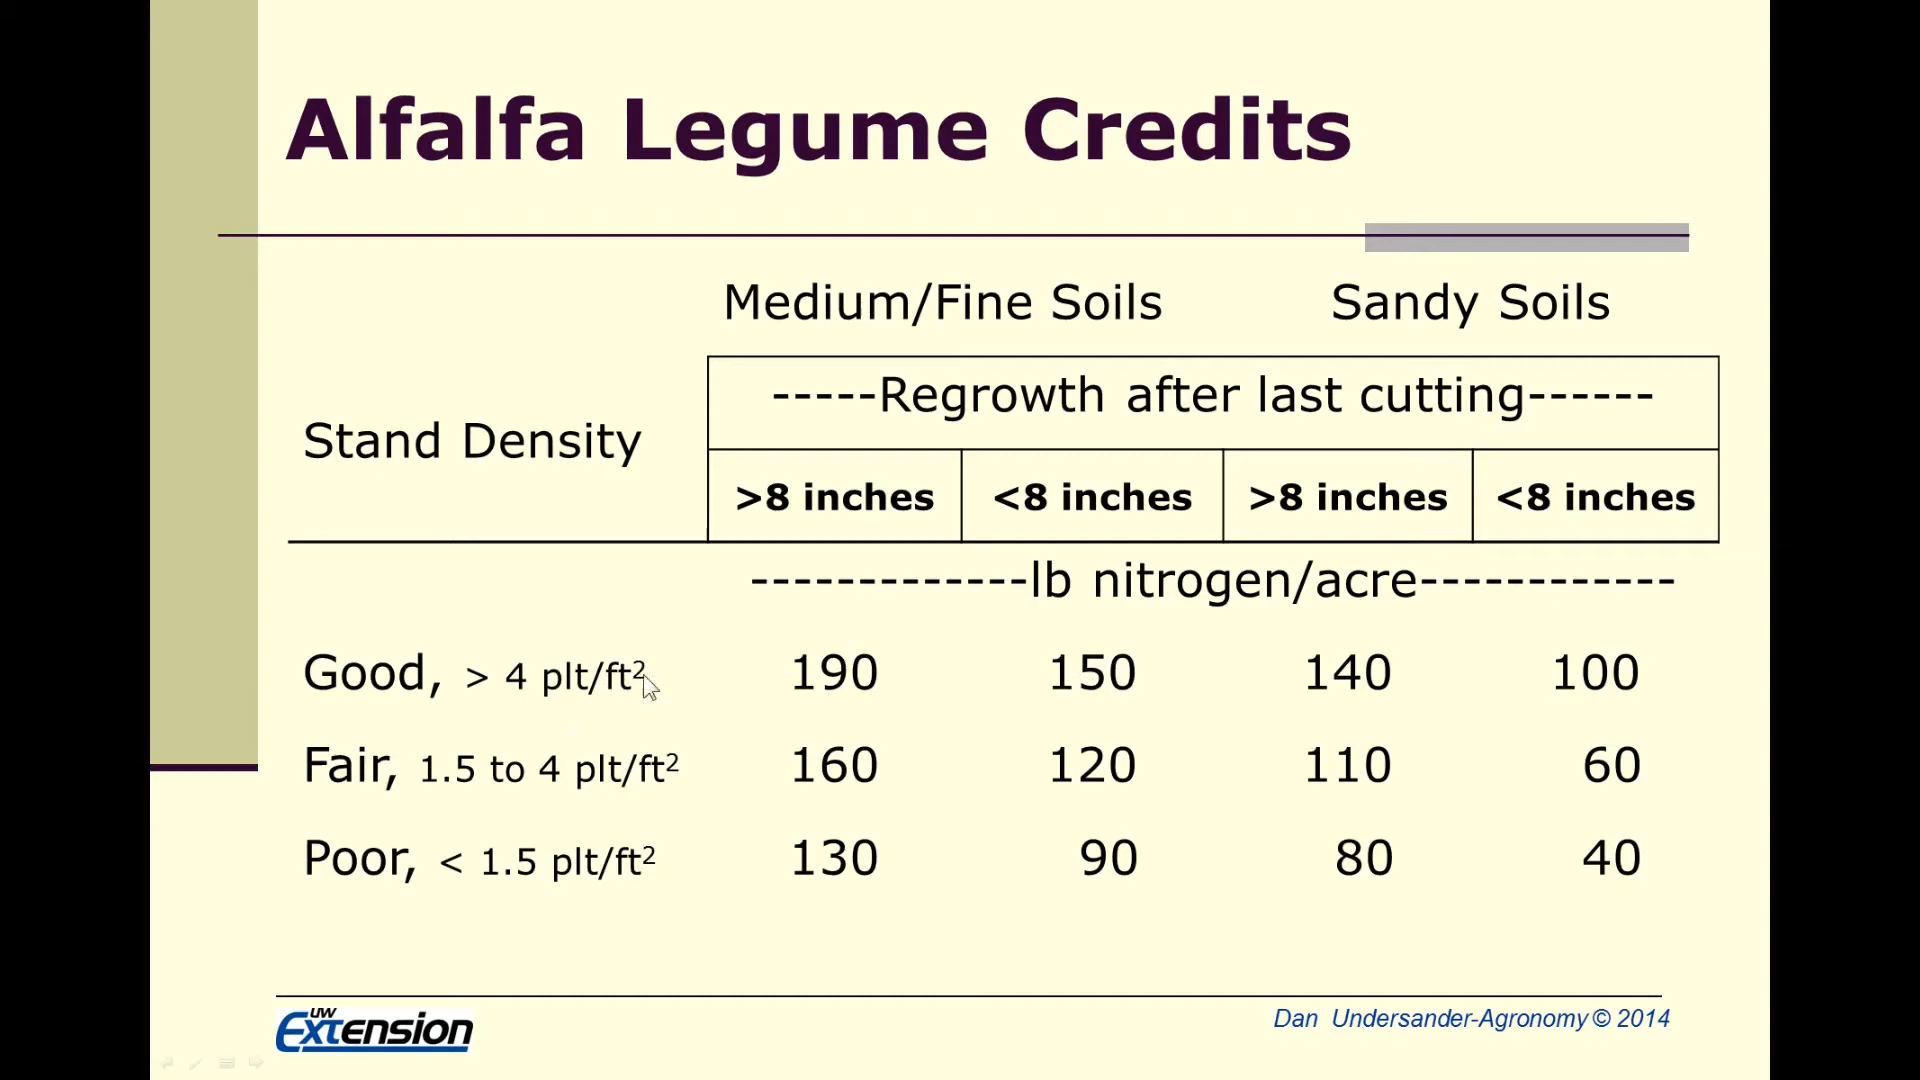 Alfalfa Legume Credits
Medium/Fine Soils Sandy Soils
-----Regrowth after last cutting------
Stand Density
>8 inches <8 inches >8 inches <8 inches
-------------lb nitrogen/acre------------
Good, > 4 plt/ft² 190 150 140 100
Fair, 1.5 to 4 plt/ft² 160 120 110 60
Poor, < 1.5 plt/ft² 130 90 80 40
UW
Extension
Dan Undersander-Agronomy © 2014